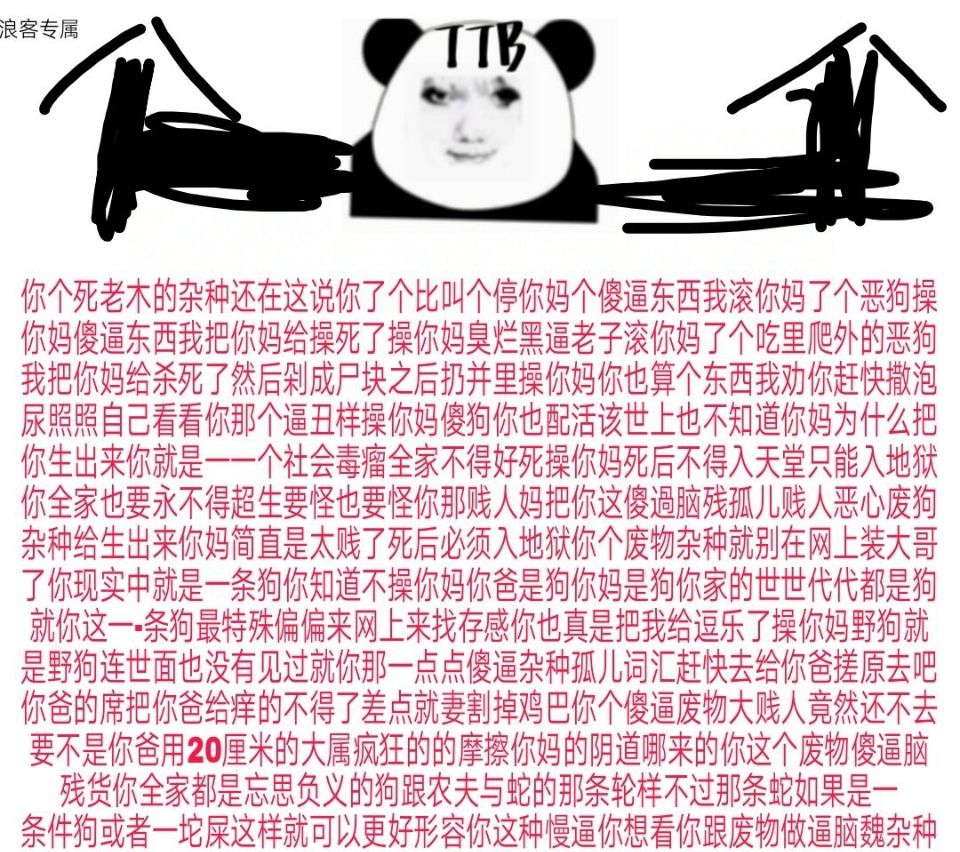 浪客专属
TTB
你个死老木的杂种还在这说你了个比叫个停你妈个傻逼东西我滚你妈了个恶狗操
你妈傻逼东西我把你妈给操死了操你妈臭烂黑逼老子滚你妈了个吃里爬外的恶狗
我把你妈给杀死了然后剁成尸块之后扔并里操你妈你也算个东西我劝你赶快撒泡
尿照照自己看看你那个逼丑样操你妈傻狗你也配活该世上也不知道你妈为什么把
你生出来你就是一一个社会毒瘤全家不得好死操你妈死后不得入天堂只能入地狱
你全家也要永不得超生要怪也要怪你那贱人妈把你这傻過脑残孤儿贱人恶心废狗
杂种给生出来你妈简直是太贱了死后必须入地狱你个废物杂种就别在网上装大哥
了你现实中就是一条狗你知道不操你妈你爸是狗你妈是狗你家的世世代代都是狗
就你这一▪条狗最特殊偏偏来网上来找存感你也真是把我给逗乐了操你妈野狗就
是野狗连世面也没有见过就你那一点点傻逼杂种孤儿词汇赶快去给你爸搓原去吧
你爸的席把你爸给痒的不得了差点就妻割掉鸡巴你个傻逼废物大贱人竟然还不去
要不是你爸用20厘米的大属疯狂的的摩擦你妈的阴道哪来的你这个废物傻逼脑
残货你全家都是忘思负义的狗跟农夫与蛇的那条轮样不过那条蛇如果是一
条件狗或者一坨屎这样就可以更好形容你这种慢逼你想看你跟废物做逼脑魏杂种